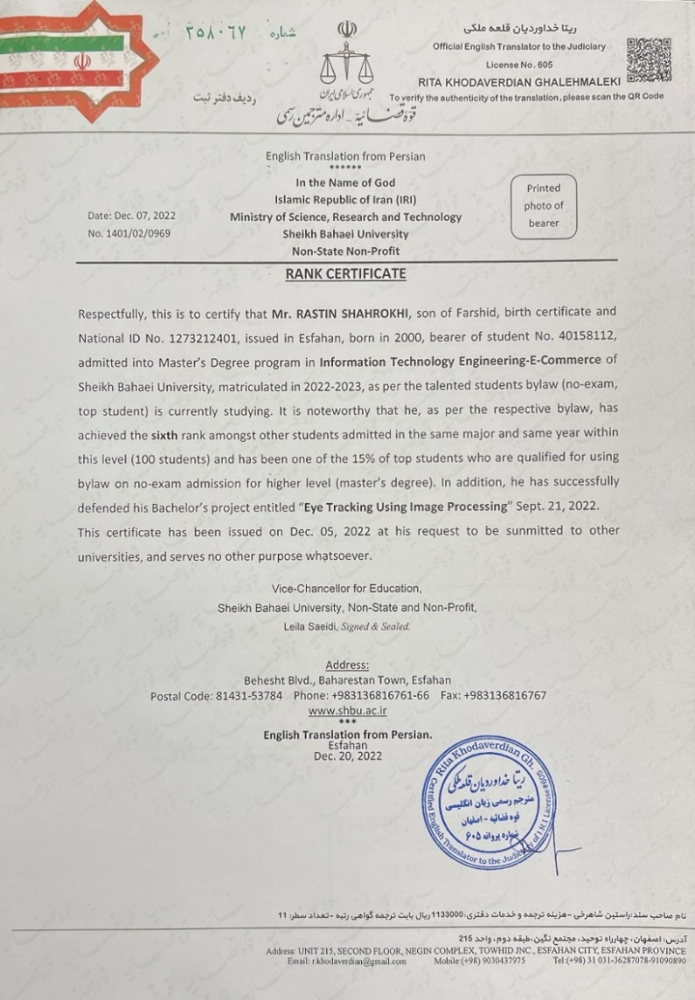 شماره ۳۵۸۰۶۷
ردیف دفتر ثبت
جمهوری اسلامی ایران
قوه قضائیه - اداره مترجمین رسمی
ریتا خداوردیان قلعه ملکی
Official English Translator to the Judiciary
License No. 605
RITA KHODAVERDIAN GHALEHMALEKI
To verify the authenticity of the translation, please scan the QR Code
English Translation from Persian
******
In the Name of God
Islamic Republic of Iran (IRI)
Ministry of Science, Research and Technology
Sheikh Bahaei University
Non-State Non-Profit
Date: Dec. 07, 2022
No. 1401/02/0969
Printed
photo of
bearer
RANK CERTIFICATE
Respectfully, this is to certify that Mr. RASTIN SHAHROKHI, son of Farshid, birth certificate and
National ID No. 1273212401, issued in Esfahan, born in 2000, bearer of student No. 40158112,
admitted into Master's Degree program in Information Technology Engineering-E-Commerce of
Sheikh Bahaei University, matriculated in 2022-2023, as per the talented students bylaw (no-exam,
top student) is currently studying. It is noteworthy that he, as per the respective bylaw, has
achieved the sixth rank amongst other students admitted in the same major and same year within
this level (100 students) and has been one of the 15% of top students who are qualified for using
bylaw on no-exam admission for higher level (master's degree). In addition, he has successfully
defended his Bachelor's project entitled "Eye Tracking Using Image Processing" Sept. 21, 2022.
This certificate has been issued on Dec. 05, 2022 at his request to be sunmitted to other
universities, and serves no other purpose whatsoever.
Vice-Chancellor for Education,
Sheikh Bahaei University, Non-State and Non-Profit,
Leila Saeidi, Signed & Sealed.
Address:
Behesht Blvd., Baharestan Town, Esfahan
Postal Code: 81431-53784 Phone: +983136816761-66 Fax: +983136816767
www.shbu.ac.ir
***
English Translation from Persian.
Esfahan
Dec. 20, 2022
Rita Khodaverdian Gh.
Certified English Translator to the Judiciary of I.R.I License#605
ریتا خداوردیان قلعه ملکی
مترجم رسمی زبان انگلیسی
قوه قضائیه - اصفهان
شماره پروانه ۶۰۵
نام صاحب سند:راستین شاهرخی -هزینه ترجمه و خدمات دفتری:1133000 ریال بابت ترجمه گواهی رتبه -تعداد سطر: 11
آدرس: اصفهان، چهارراه توحید، مجتمع نگین ،طبقه دوم، واحد 215
Address: UNIT 215, SECOND FLOOR, NEGIN COMPLEX, TOWHID JNC., ESFAHAN CITY, ESFAHAN PROVINCE
Email: r.khodaverdian@gmail.com Mobile:(+98) 9030437975 Tel:(+98) 31 031-36287078-91090890